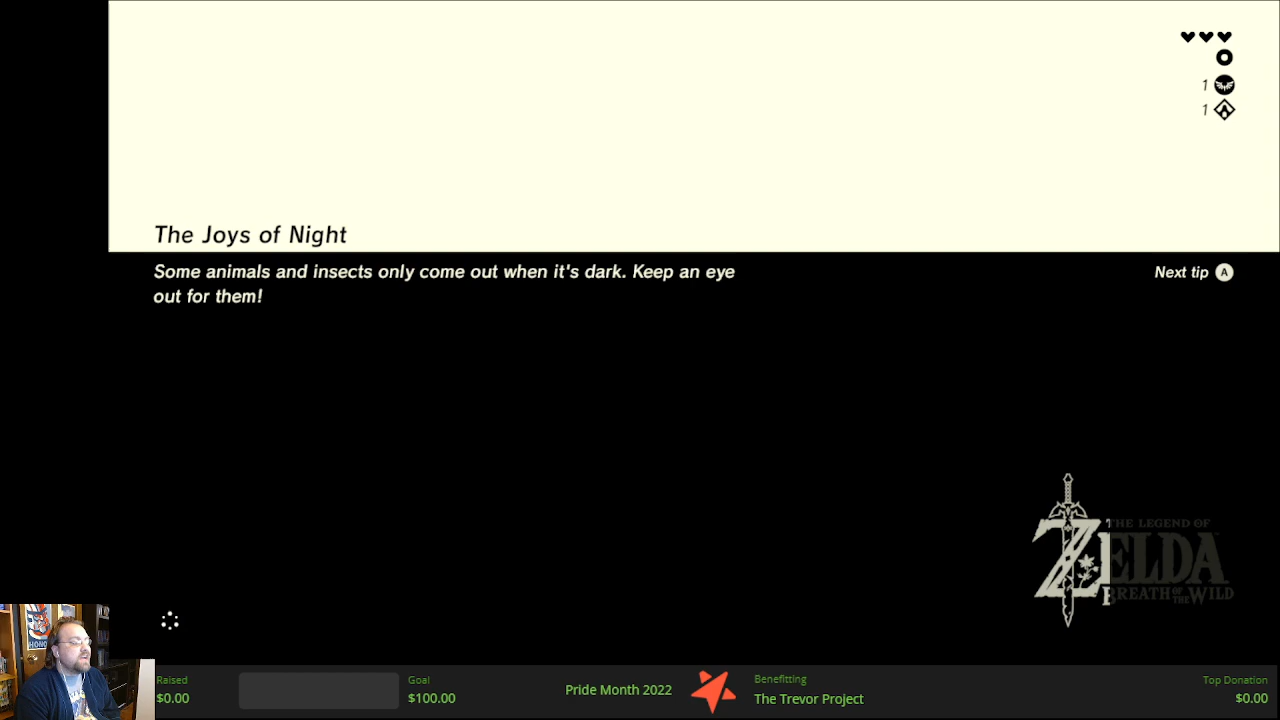 1
1
The Joys of Night
Some animals and insects only come out when it's dark. Keep an eye
out for them!
Next tip A
THE LEGEND OF
ZELDA
BREATH OF THE WILD
HONO
Raised
$0.00
Goal
$100.00
Pride Month 2022
Benefitting
The Trevor Project
Top Donation
$0.00